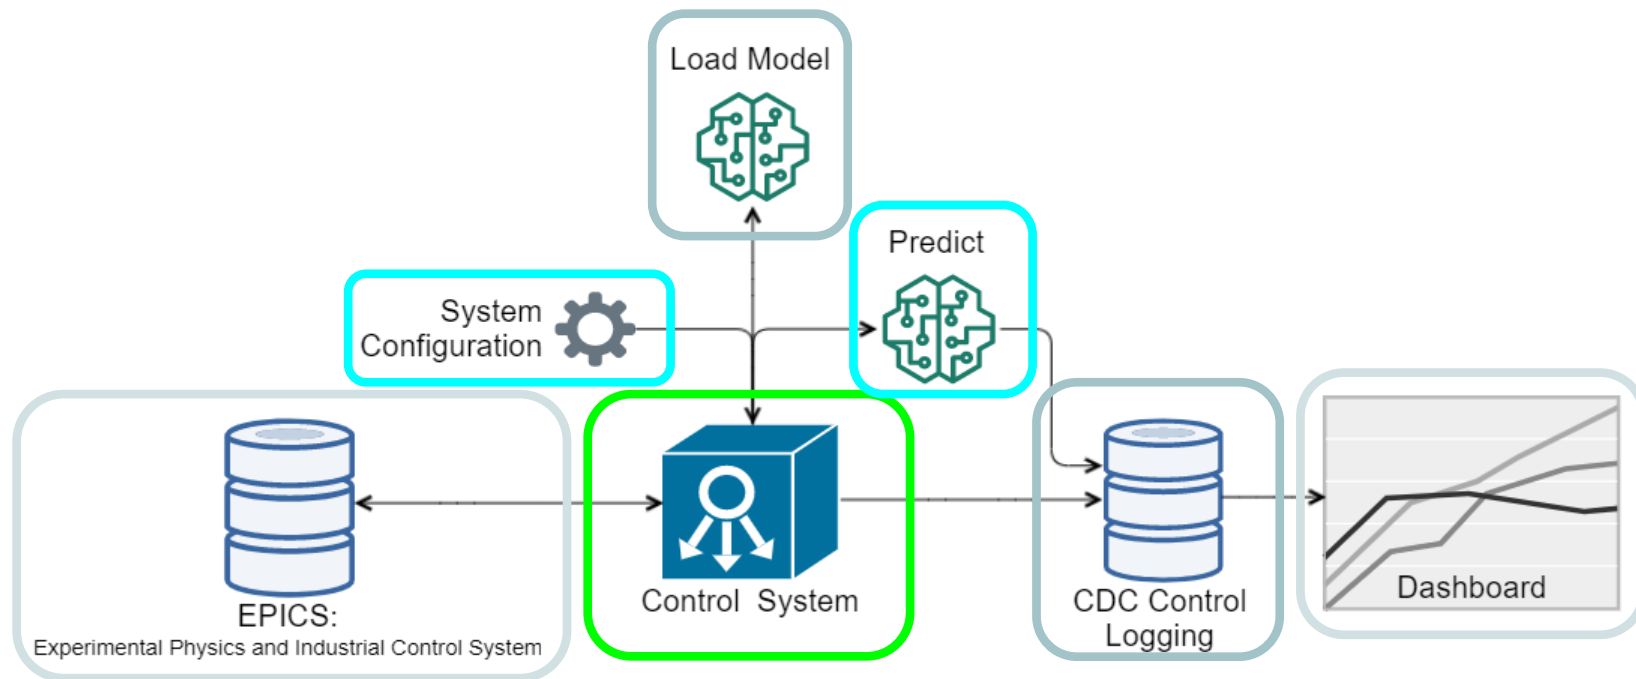 Load Model
Predict
System
Configuration
EPICS:
Experimental Physics and Industrial Control System
Control System
CDC Control
Logging
Dashboard